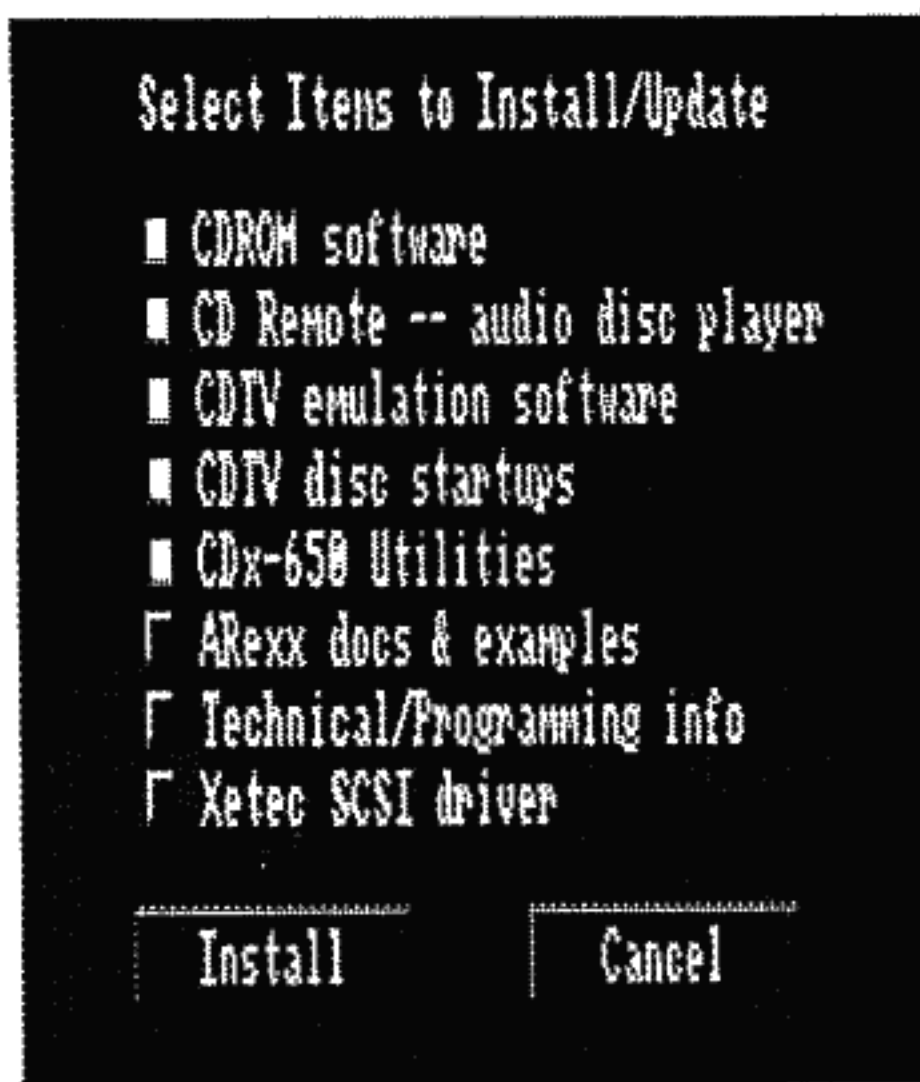 Select Items to Install/Update
CDROM software
CD Remote -- audio disc player
CDTV emulation software
CDTV disc startups
CDx-650 Utilities
ARexx docs & examples
Technical/Programming info
Xetec SCSI driver
Install Cancel